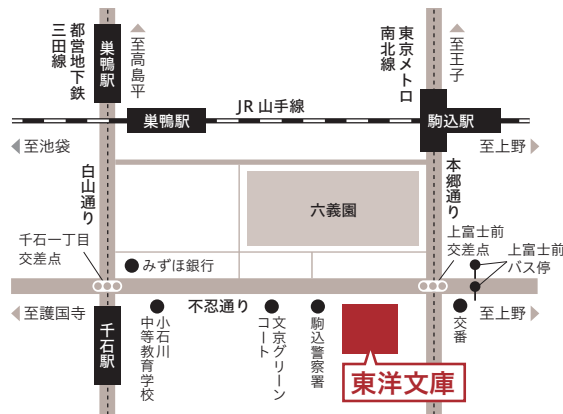 都営地下鉄
三田線
巣鴨駅
至高島平
東京メトロ
南北線
至王子
巣鴨駅
JR 山手線
駒込駅
至池袋
至上野
白山通り
六義園
本郷通り
千石一丁目
交差点
みずほ銀行
上富士前
交差点
上富士前
バス停
至護国寺
不忍通り
至上野
千石駅
小石川
中等教育学校
文京グリーン
コート
駒込警察署
交番
東洋文庫